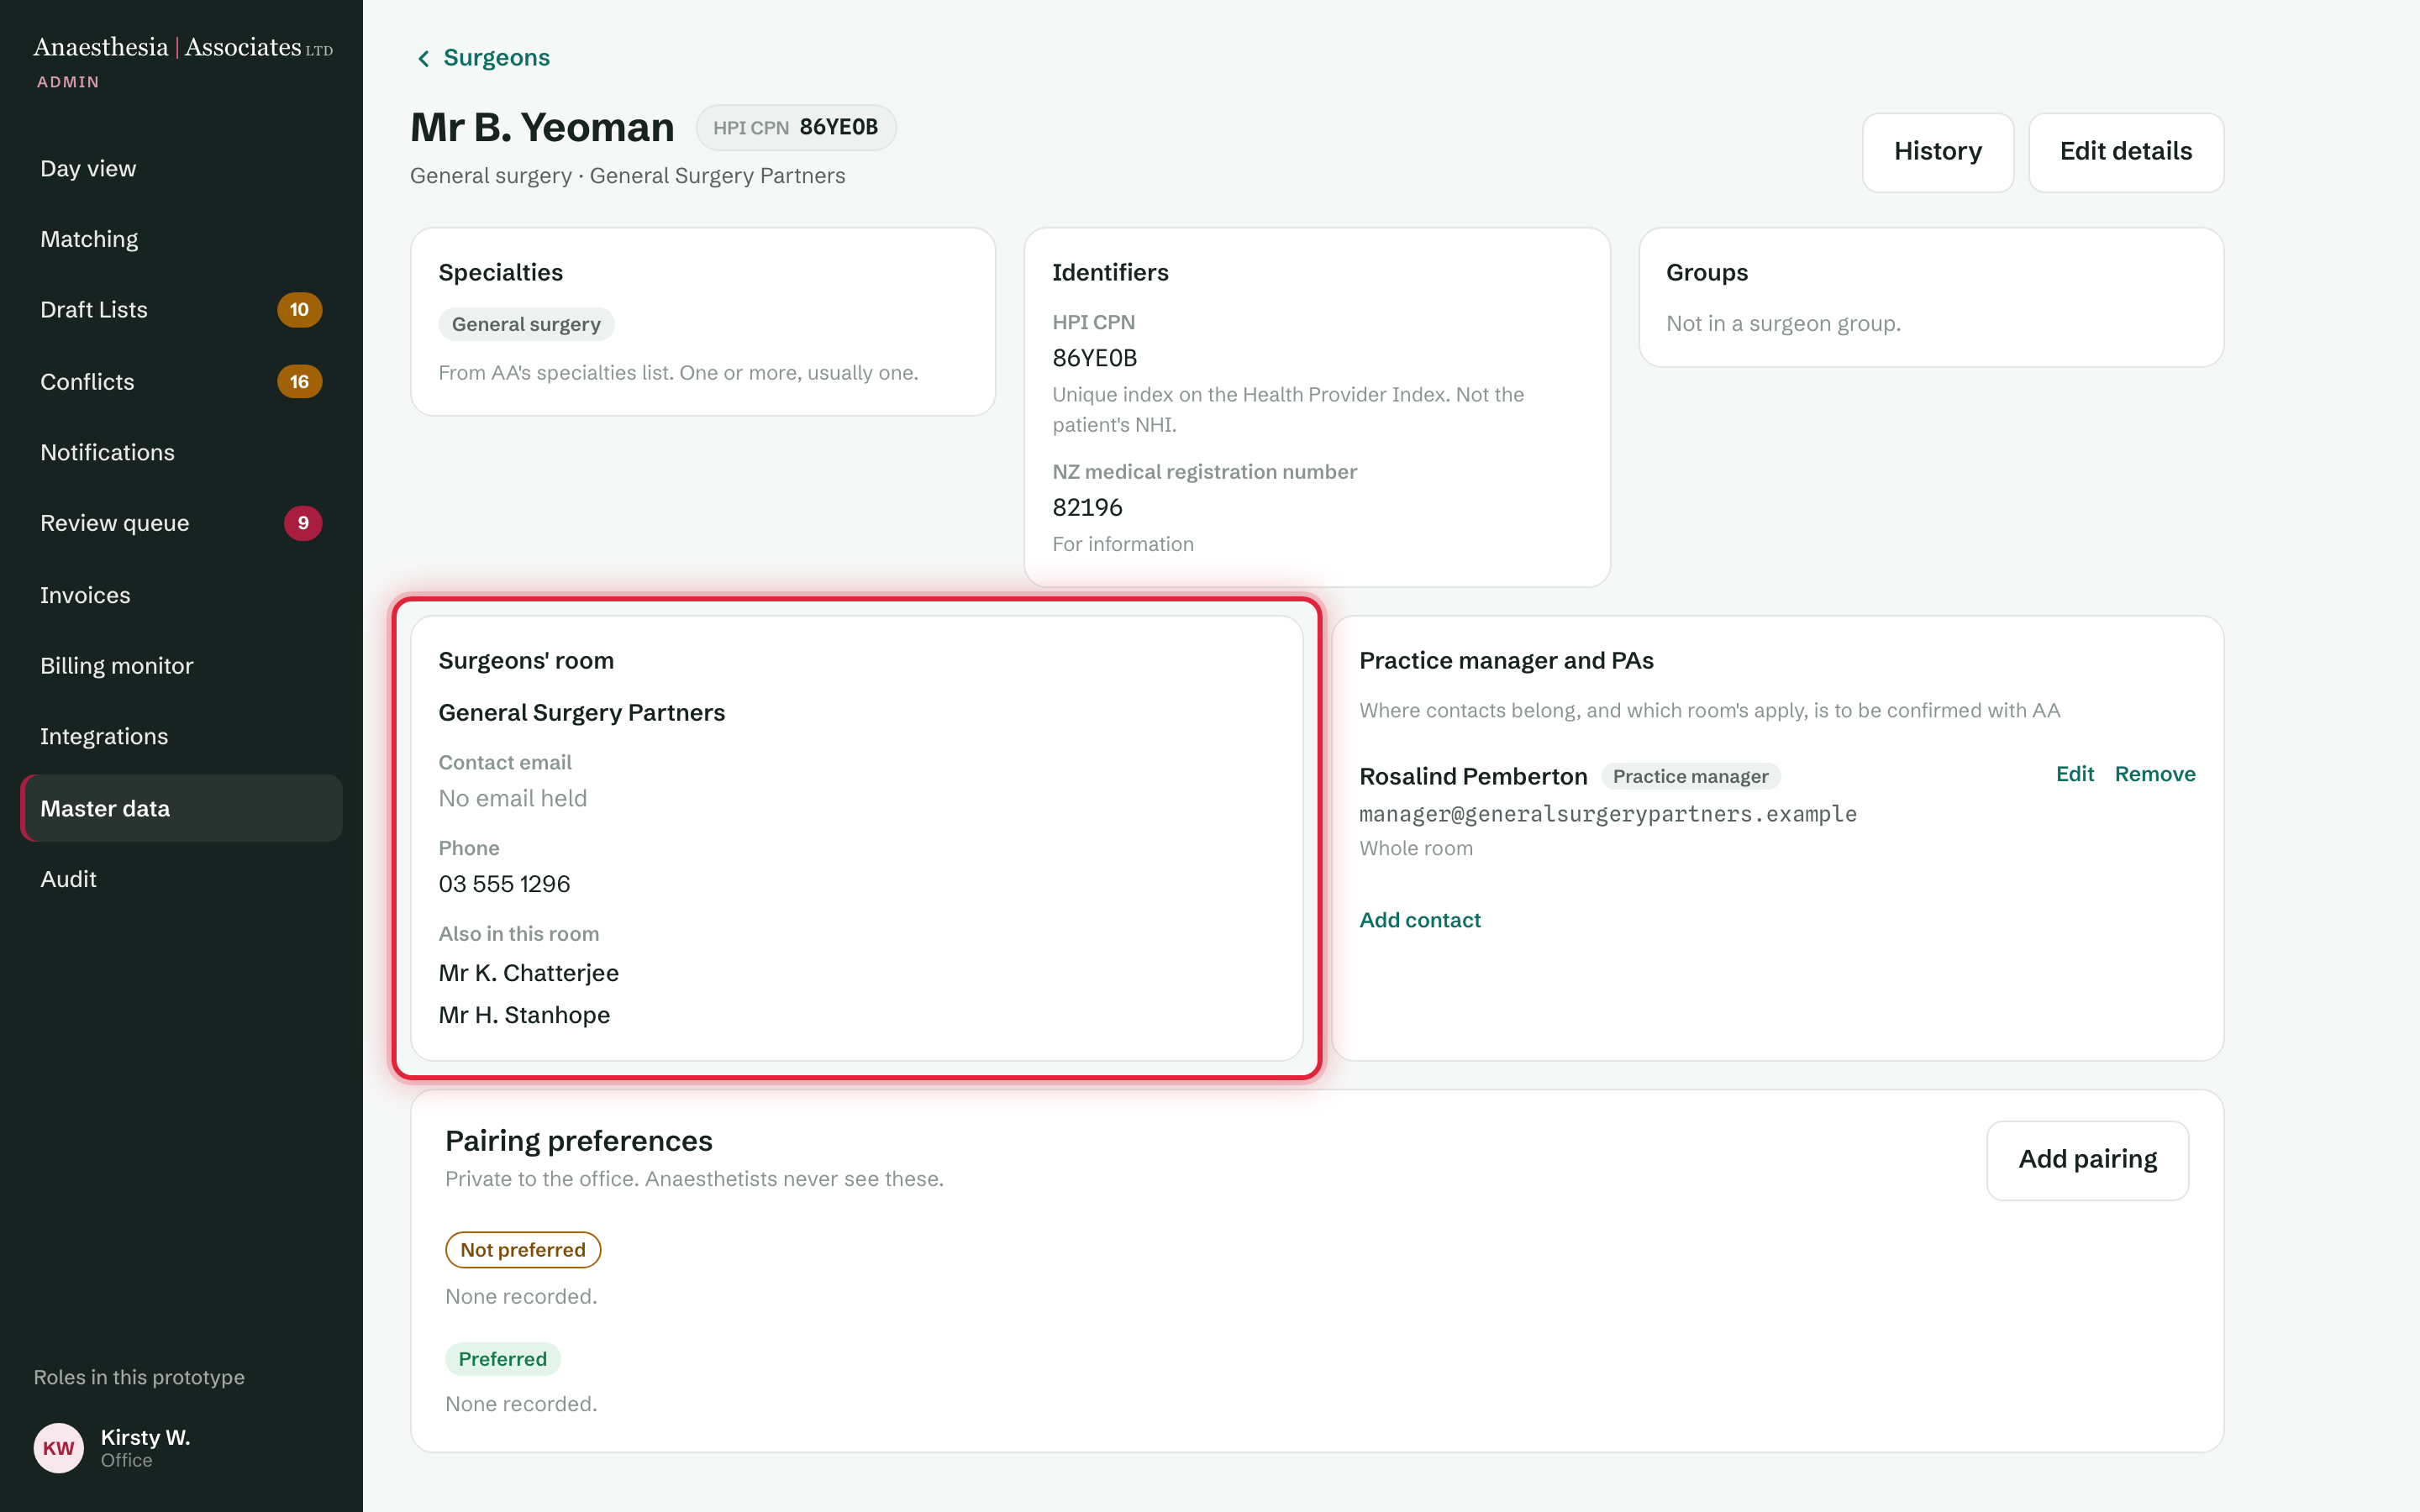 Anaesthesia | Associates LTD
ADMIN
Day view
Matching
Draft Lists 10
Conflicts 16
Notifications
Review queue 9
Invoices
Billing monitor
Integrations
Master data
Audit
Roles in this prototype
KW
Kirsty W.
Office
Surgeons
Mr B. Yeoman HPI CPN 86YE0B
General surgery · General Surgery Partners
History
Edit details
Specialties
General surgery
From AA's specialties list. One or more, usually one.
Identifiers
HPI CPN
86YE0B
Unique index on the Health Provider Index. Not the
patient's NHI.
NZ medical registration number
82196
For information
Groups
Not in a surgeon group.
Surgeons' room
General Surgery Partners
Contact email
No email held
Phone
03 555 1296
Also in this room
Mr K. Chatterjee
Mr H. Stanhope
Practice manager and PAs
Where contacts belong, and which room's apply, is to be confirmed with AA
Rosalind Pemberton Practice manager Edit Remove
manager@generalsurgerypartners.example
Whole room
Add contact
Pairing preferences
Private to the office. Anaesthetists never see these.
Add pairing
Not preferred
None recorded.
Preferred
None recorded.